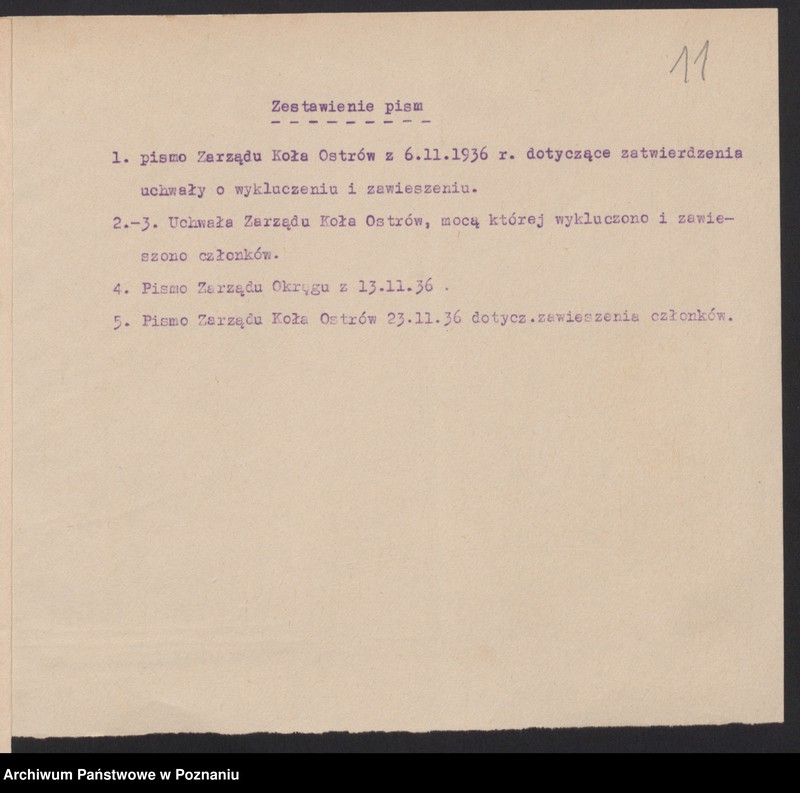 11
Zestawienie pism
1. pismo Zarządu Koła Ostrów z 6.11.1936 r. dotyczące zatwierdzenia
uchwały o wykluczeniu i zawieszeniu.
2.-3. Uchwała Zarządu Koła Ostrów, mocą której wykluczono i zawie-
szono członków.
4. Pismo Zarządu Okręgu z 13.11.36 .
5. Pismo Zarządu Koła Ostrów 23.11.36 dotycz.zawieszenia członków.
Archiwum Państwowe w Poznaniu